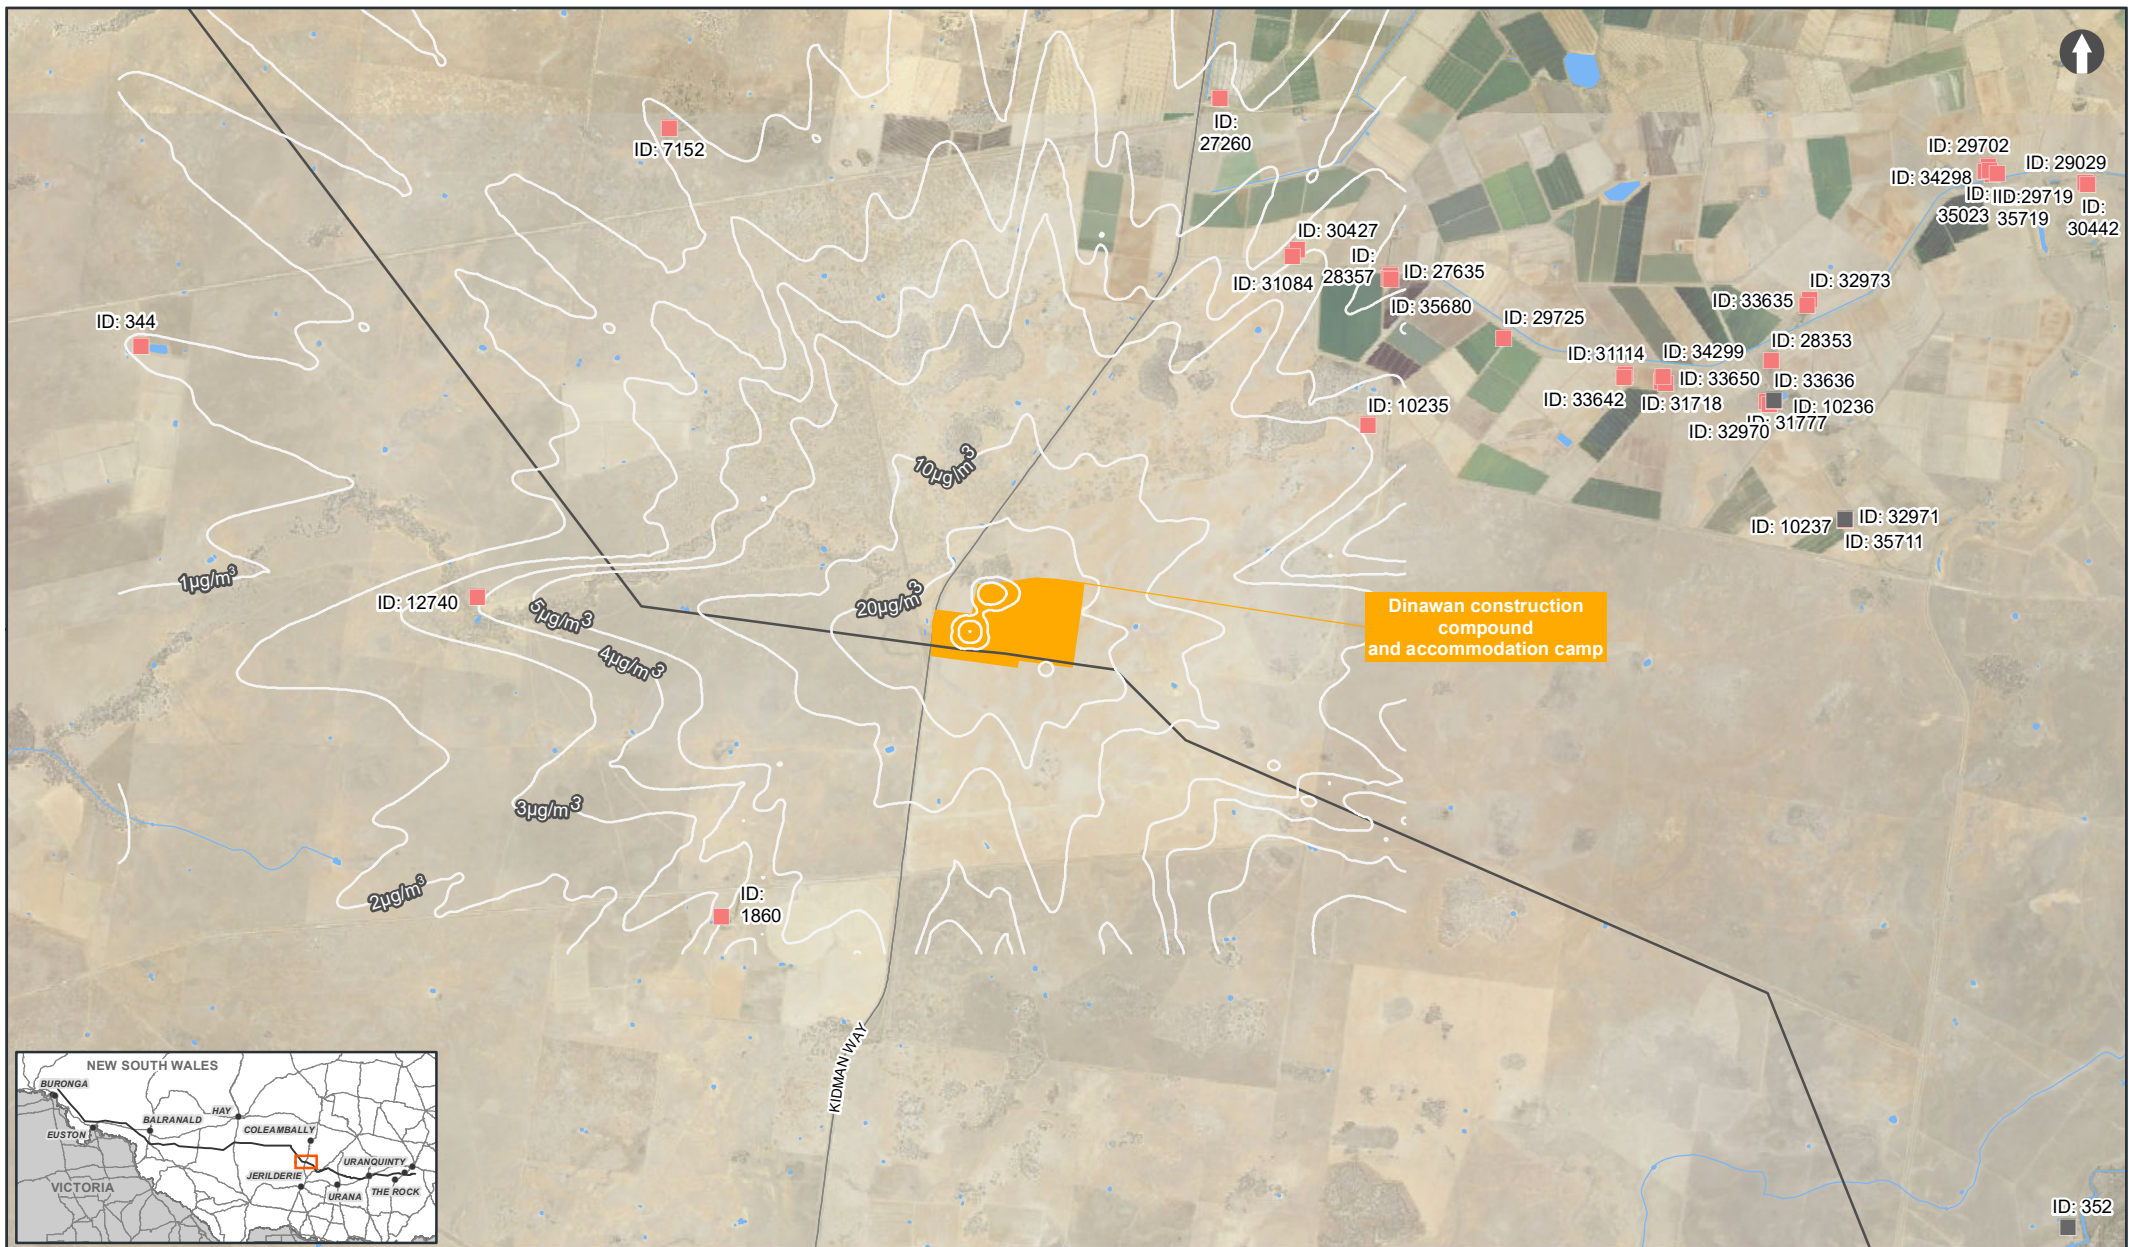 ID: 7152
ID:
27260
ID: 29702
ID: 29029
ID: 34298
ID:
35023
ID:29719
35719
ID:
30442
ID: 30427
ID: 31084
ID:
28357
ID: 27635
ID: 35680
ID: 32973
ID: 33635
ID: 344
ID: 29725
ID: 28353
ID: 31114
ID: 34299
ID: 33650
ID: 33636
ID: 33642
ID: 31718
ID: 10236
ID: 31777
ID: 32970
ID: 10235
10µg/m3
ID: 10237
ID: 32971
ID: 35711
1µg/m3
ID: 12740
5µg/m3
20µg/m3
4µg/m3
Dinawan construction
compound
and accommodation camp
3µg/m3
2µg/m3
ID:
1860
KIDMAN WAY
NEW SOUTH WALES
BURONGA
HAY
BALRANALD
EUSTON
COLEAMBALLY
URANQUINTY
JERILDERIE
VICTORIA
URANA
THE ROCK
ID: 352